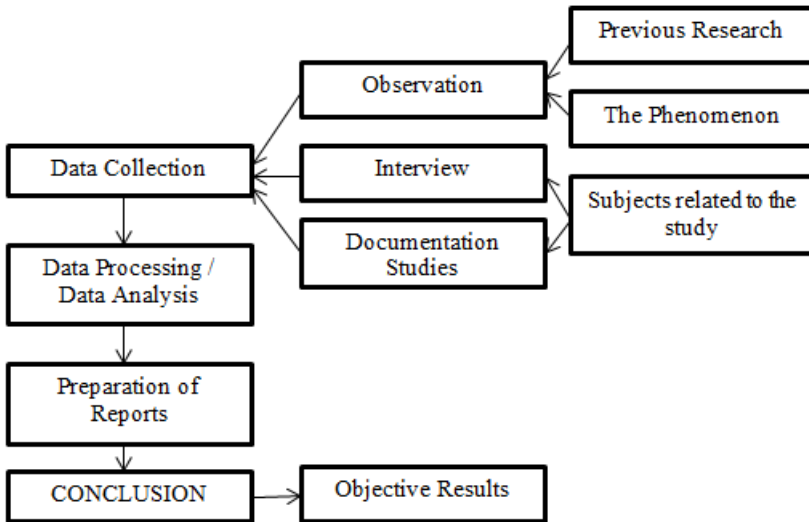 Previous Research
Observation
The Phenomenon
Data Collection
Interview
Subjects related to the
study
Documentation
Studies
Data Processing /
Data Analysis
Preparation of
Reports
CONCLUSION
Objective Results